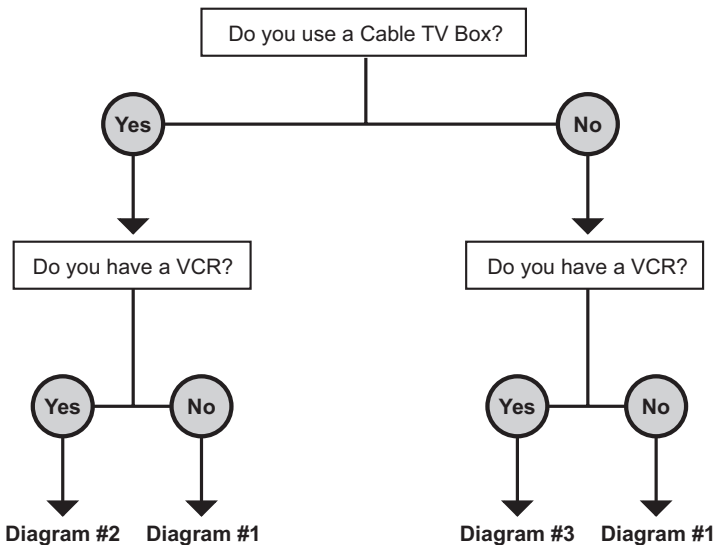 Do you use a Cable TV Box?
Yes
No
Do you have a VCR?
Do you have a VCR?
Yes
No
Yes
No
Diagram #2
Diagram #1
Diagram #3
Diagram #1